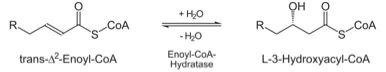 O
R
S
CoA
+ H₂O
- H₂O
Enoyl-CoA-
Hydratase
OH O
R
S
CoA
trans-Δ²-Enoyl-CoA
L-3-Hydroxyacyl-CoA